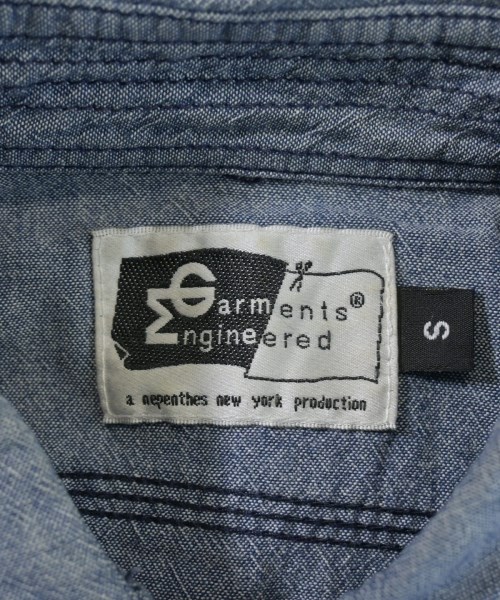 Garments®
Engineered
a nepenthes new york production
S